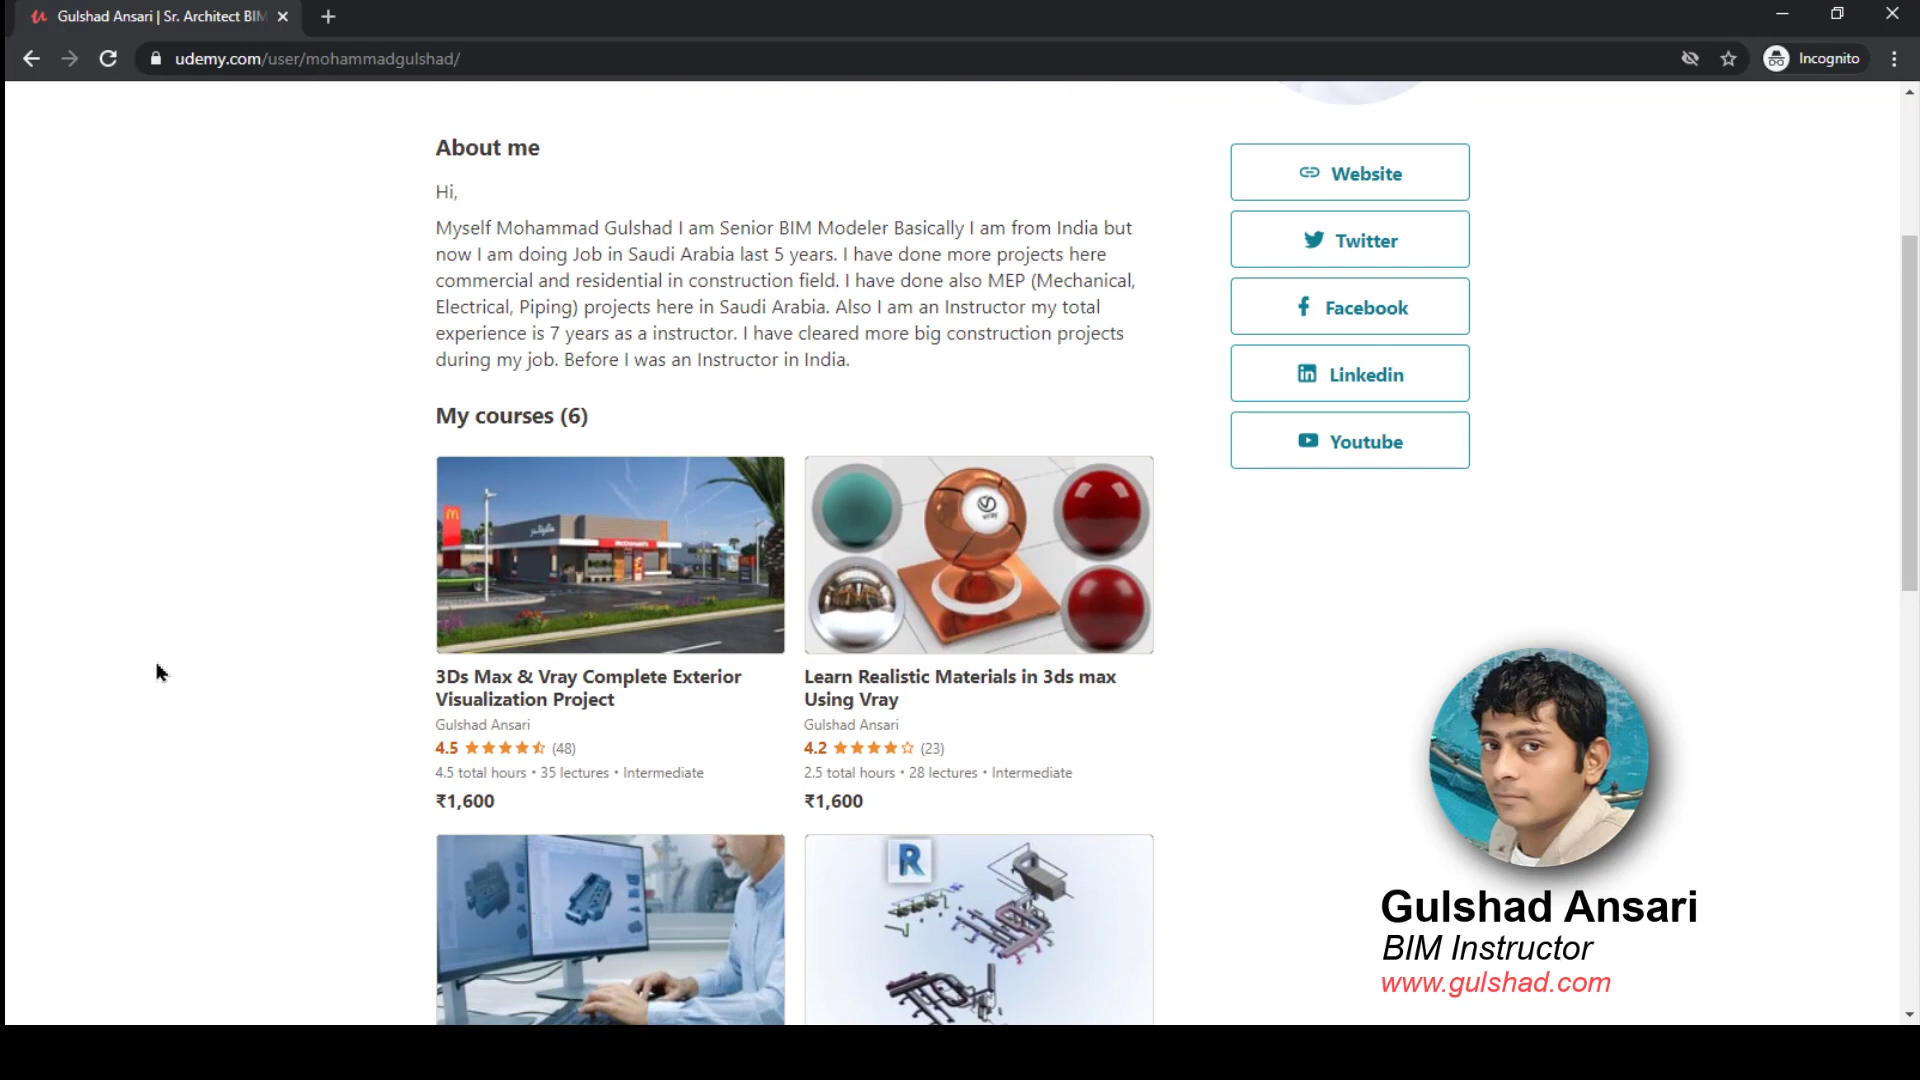 Gulshad Ansari | Sr. Architect BIM
udemy.com/user/mohammadgulshad/
Incognito
About me
Hi,
Myself Mohammad Gulshad I am Senior BIM Modeler Basically I am from India but
now I am doing Job in Saudi Arabia last 5 years. I have done more projects here
commercial and residential in construction field. I have done also MEP (Mechanical,
Electrical, Piping) projects here in Saudi Arabia. Also I am an Instructor my total
experience is 7 years as a instructor. I have cleared more big construction projects
during my job. Before I was an Instructor in India.
Website
Twitter
Facebook
Linkedin
Youtube
My courses (6)
McDonald's
vray
3Ds Max & Vray Complete Exterior
Visualization Project
Gulshad Ansari
4.5 (48)
4.5 total hours • 35 lectures • Intermediate
₹1,600
Learn Realistic Materials in 3ds max
Using Vray
Gulshad Ansari
4.2 (23)
2.5 total hours • 28 lectures • Intermediate
₹1,600
R
Gulshad Ansari
BIM Instructor
www.gulshad.com